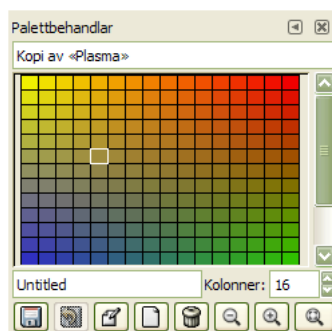 Palettbehandlar
Kopi av «Plasma»
Untitled Kolonner: 16